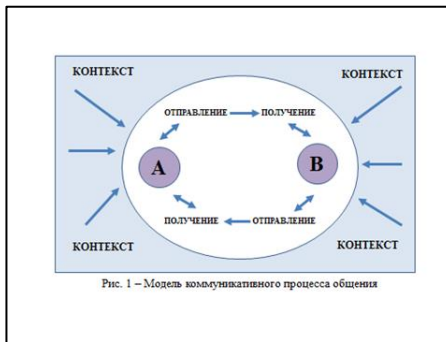 КОНТЕКСТ КОНТЕКСТ
ОТПРАВЛЕНИЕ ПОЛУЧЕНИЕ
A B
ПОЛУЧЕНИЕ ОТПРАВЛЕНИЕ
КОНТЕКСТ КОНТЕКСТ
Рис. 1 – Модель коммуникативного процесса общения